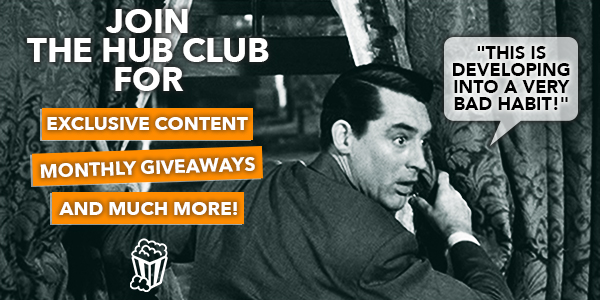 JOIN
THE HUB CLUB
FOR
EXCLUSIVE CONTENT
MONTHLY GIVEAWAYS
AND MUCH MORE!
"THIS IS
DEVELOPING
INTO A VERY
BAD HABIT!"